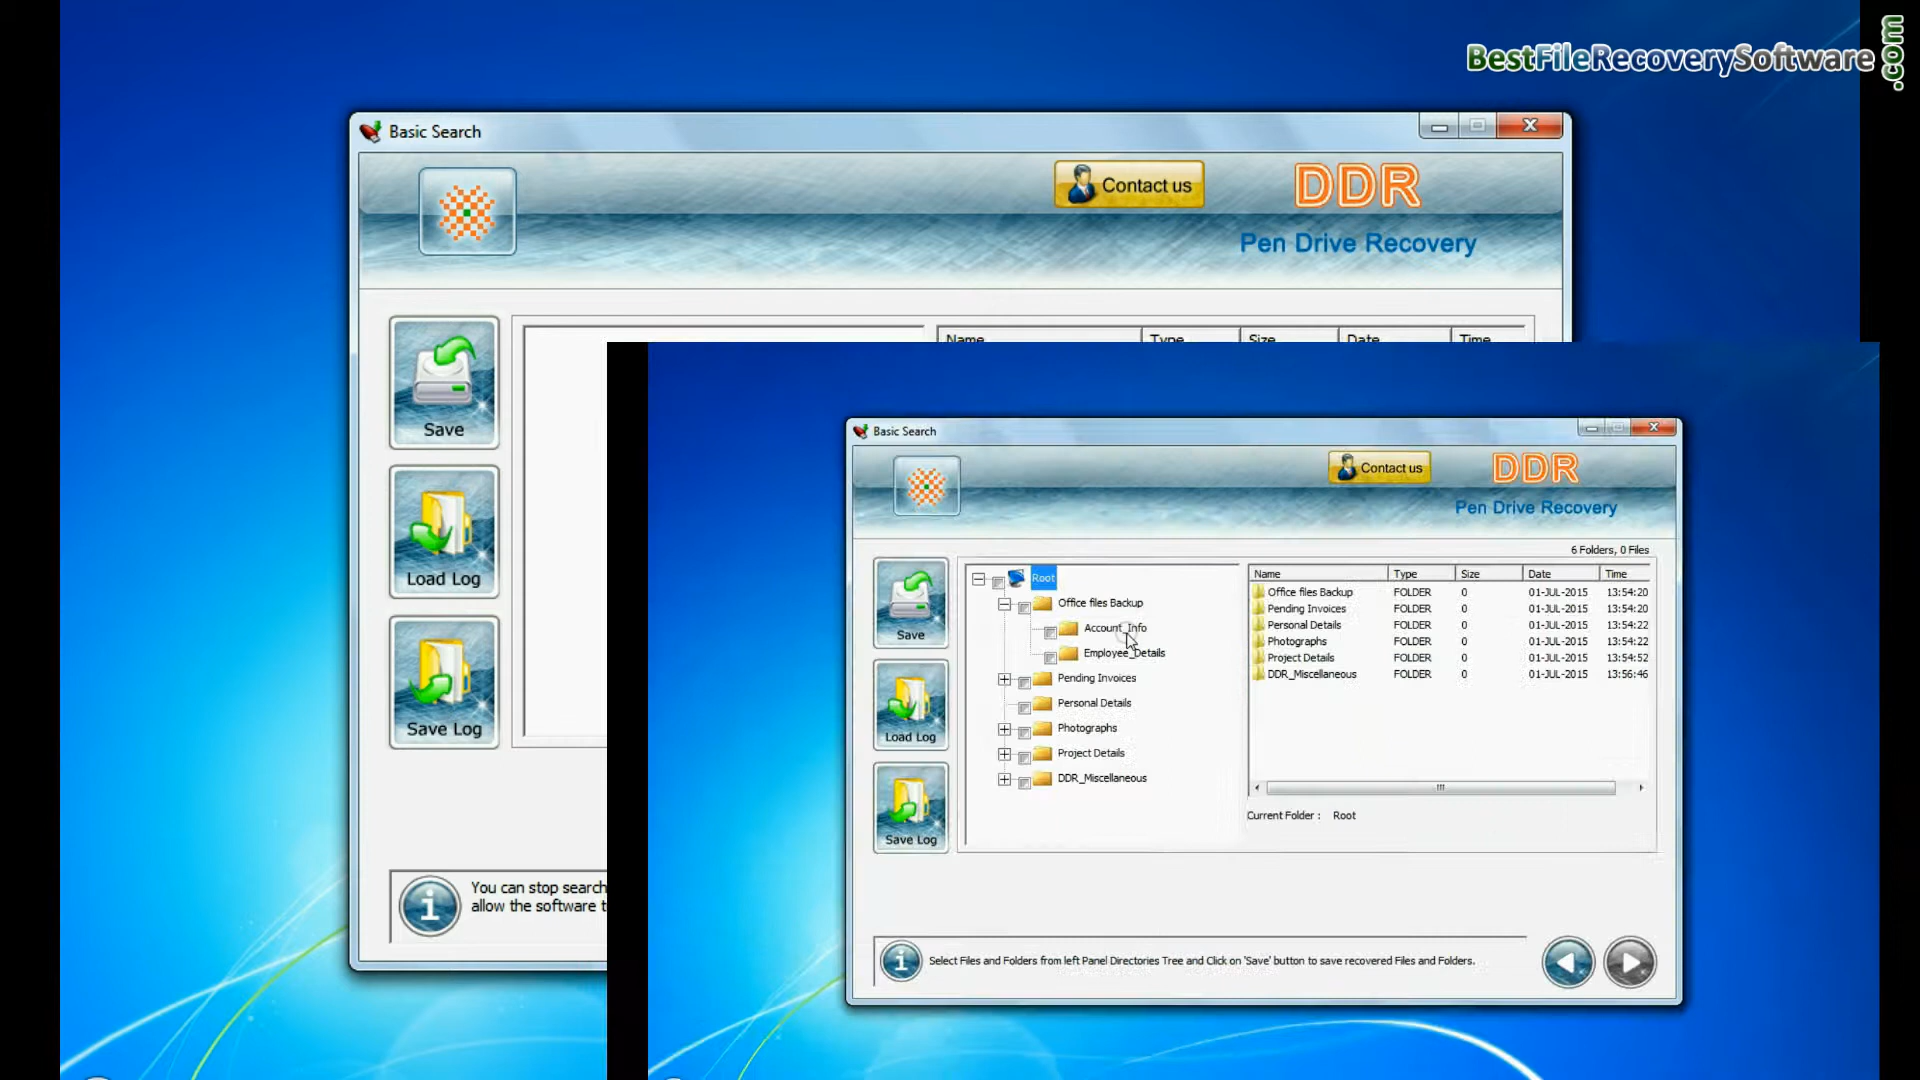 BestFileRecoverySoftware.com
Basic Search
Contact us
DDR
Pen Drive Recovery
Save
Load Log
Save Log
Name Type Size Date Time
You can stop search
allow the software t
Basic Search
Contact us
DDR
Pen Drive Recovery
6 Folders, 0 Files
Save
Load Log
Save Log
Root
Office files Backup
Account_Info
Employee_Details
Pending Invoices
Personal Details
Photographs
Project Details
DDR_Miscellaneous
Name Type Size Date Time
Office files Backup FOLDER 0 01-JUL-2015 13:54:20
Pending Invoices FOLDER 0 01-JUL-2015 13:54:20
Personal Details FOLDER 0 01-JUL-2015 13:54:22
Photographs FOLDER 0 01-JUL-2015 13:54:22
Project Details FOLDER 0 01-JUL-2015 13:54:52
DDR_Miscellaneous FOLDER 0 01-JUL-2015 13:56:46
Current Folder : Root
Select Files and Folders from left Panel Directories Tree and Click on 'Save' button to save recovered Files and Folders.